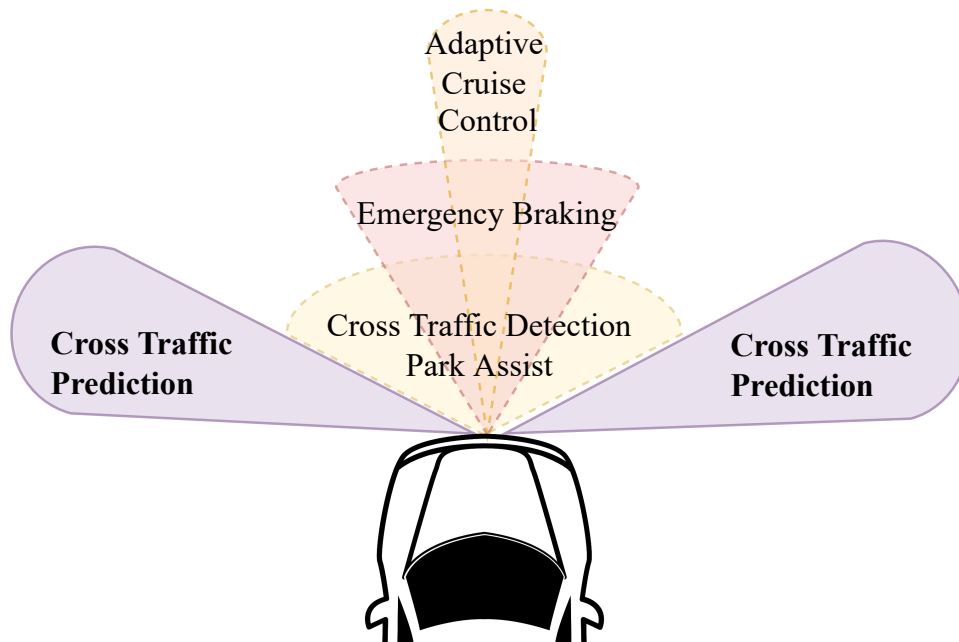 Adaptive
Cruise
Control
Emergency Braking
Cross Traffic Detection
Park Assist
Cross Traffic
Prediction
Cross Traffic
Prediction